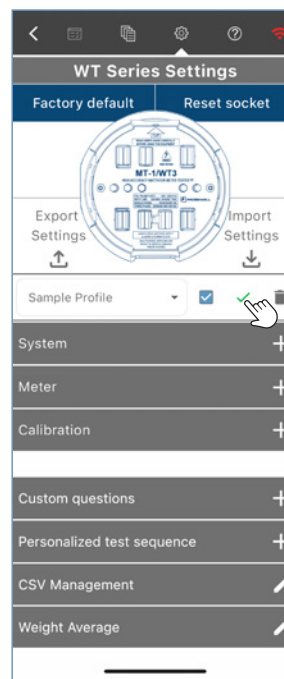 WT Series Settings
Factory default
Reset socket
MT-1/WT3
Export
Settings
Import
Settings
Sample Profile
System
Meter
Calibration
Custom questions
Personalized test sequence
CSV Management
Weight Average